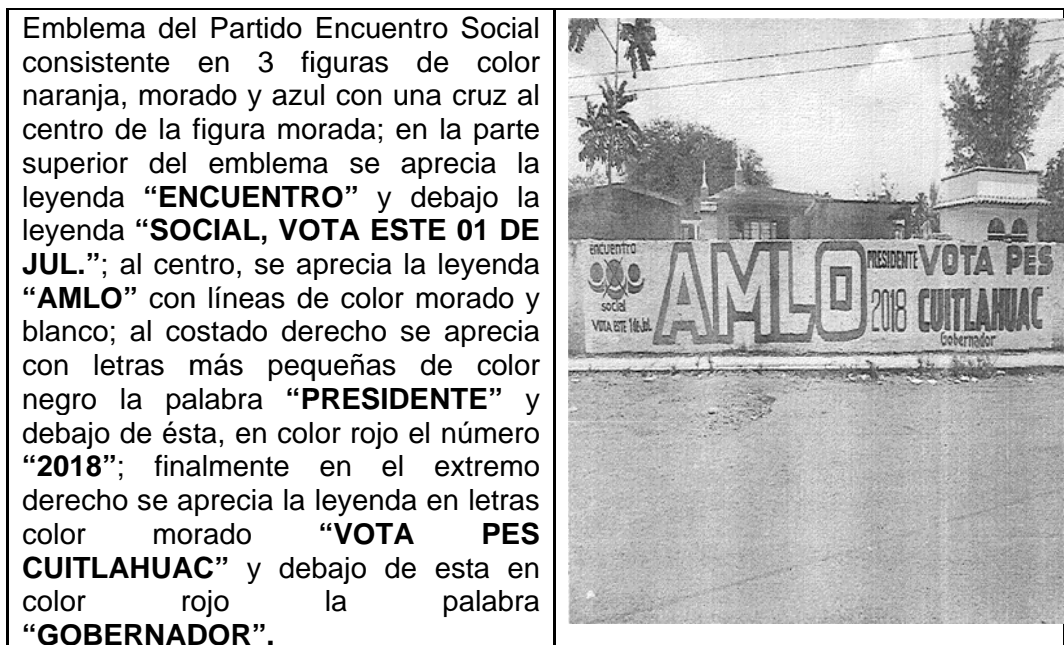 Emblema del Partido Encuentro Social
consistente en 3 figuras de color
naranja, morado y azul con una cruz al
centro de la figura morada; en la parte
superior del emblema se aprecia la
leyenda “ENCUENTRO” y debajo la
leyenda “SOCIAL, VOTA ESTE 01 DE
JUL.”; al centro, se aprecia la leyenda
“AMLO” con líneas de color morado y
blanco; al costado derecho se aprecia
con letras más pequeñas de color
negro la palabra “PRESIDENTE” y
debajo de ésta, en color rojo el número
“2018”; finalmente en el extremo
derecho se aprecia la leyenda en letras
color morado “VOTA PES
CUITLAHUAC” y debajo de esta en
color rojo la palabra
“GOBERNADOR”.
encuentro
social
VOTA ESTE 1 de Jul.
AMLO
PRESIDENTE
2018
VOTA PES
CUITLAHUAC
Gobernador